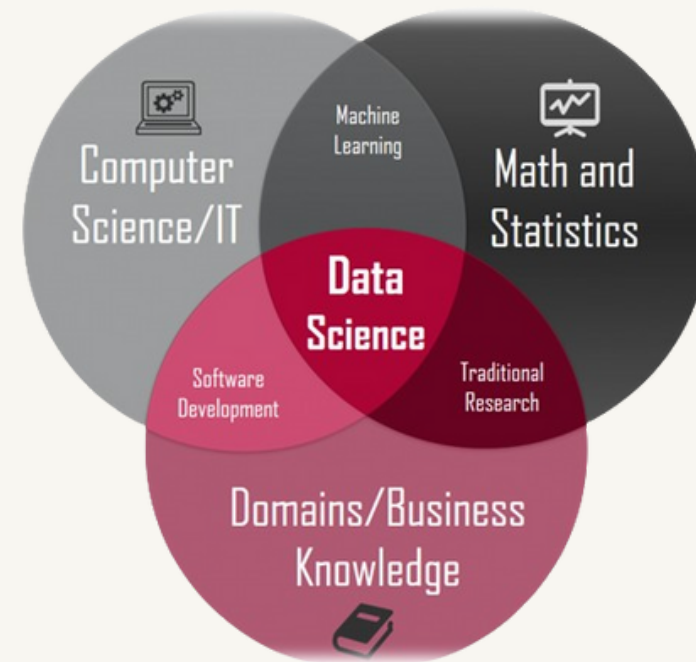 Machine
Learning
Computer
Science/IT
Math and
Statistics
Data
Science
Software
Development
Traditional
Research
Domains/Business
Knowledge